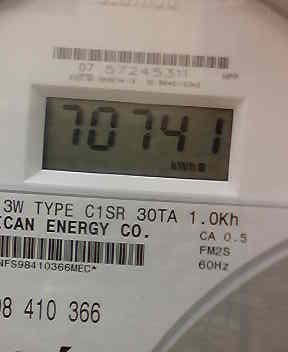 07 57245311
70741
kWh
3W TYPE C1SR 30TA 1.0Kh
ICAN ENERGY CO.
CA 0.5
FM2S
NFS98410366MEC*
60Hz
98 410 366